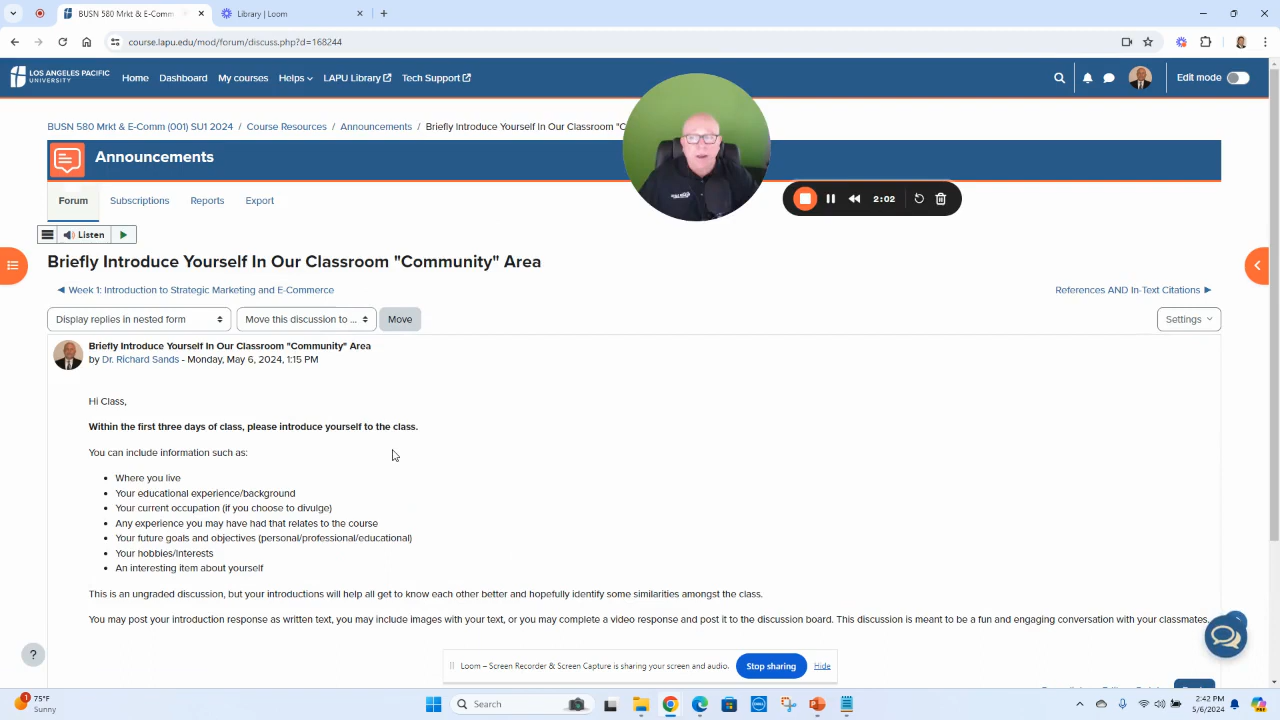 BUSN 580 Mrkt & E-Comm
Library | Loom
course.lapu.edu/mod/forum/discuss.php?d=168244
LOS ANGELES PACIFIC
UNIVERSITY
Home
Dashboard
My courses
Helps
LAPU Library
Tech Support
Edit mode
BUSN 580 Mrkt & E-Comm (001) SU1 2024 / Course Resources / Announcements / Briefly Introduce Yourself In Our Classroom "C
Announcements
Forum
Subscriptions
Reports
Export
2:02
Listen
Briefly Introduce Yourself In Our Classroom "Community" Area
◀ Week 1: Introduction to Strategic Marketing and E-Commerce
References AND In-Text Citations ▶
Display replies in nested form
Move this discussion to ...
Move
Settings
Briefly Introduce Yourself In Our Classroom "Community" Area
by Dr. Richard Sands - Monday, May 6, 2024, 1:15 PM
Hi Class,
Within the first three days of class, please introduce yourself to the class.
You can include information such as:
• Where you live
• Your educational experience/background
• Your current occupation (if you choose to divulge)
• Any experience you may have had that relates to the course
• Your future goals and objectives (personal/professional/educational)
• Your hobbies/interests
• An interesting item about yourself
This is an ungraded discussion, but your introductions will help all get to know each other better and hopefully identify some similarities amongst the class.
You may post your introduction response as written text, you may include images with your text, or you may complete a video response and post it to the discussion board. This discussion is meant to be a fun and engaging conversation with your classmates.
?
Loom – Screen Recorder & Screen Capture is sharing your screen and audio.
Stop sharing
Hide
1
75°F
Sunny
Search
2:42 PM
5/6/2024